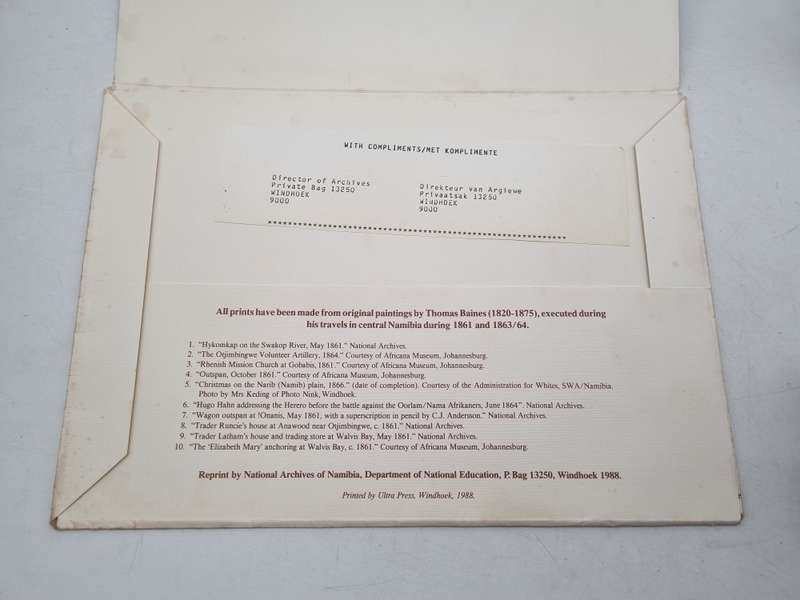 WITH COMPLIMENTS/MET KOMPLIMENTE
Director of Archives
Private Bag 13250
WINDHOEK
9000
Direkteur van Argiewe
Privaatsak 13250
WINDHOEK
9000
************************************************************
All prints have been made from original paintings by Thomas Baines (1820-1875), executed during
his travels in central Namibia during 1861 and 1863/64.
1. "Hykomkap on the Swakop River, May 1861." National Archives.
2. "The Otjimbingwe Volunteer Artillery, 1864." Courtesy of Africana Museum, Johannesburg.
3. "Rhenish Mission Church at Gobabis, 1861." Courtesy of Africana Museum, Johannesburg.
4. "Outspan, October 1861." Courtesy of Africana Museum, Johannesburg.
5. "Christmas on the Narib (Namib) plain, 1866." (date of completion). Courtesy of the Administration for Whites, SWA/Namibia.
Photo by Mrs Keding of Photo Nink, Windhoek.
6. "Hugo Hahn addressing the Herero before the battle against the Oorlam/Nama Afrikaners, June 1864". National Archives.
7. "Wagon outspan at !Onanis, May 1861, with a superscription in pencil by C.J. Andersson." National Archives.
8. "Trader Runcie's house at Anawood near Otjimbingwe, c. 1861." National Archives.
9. "Trader Latham's house and trading store at Walvis Bay, May 1861." National Archives.
10. "The 'Elizabeth Mary' anchoring at Walvis Bay, c. 1861." Courtesy of Africana Museum, Johannesburg.
Reprint by National Archives of Namibia, Department of National Education, P. Bag 13250, Windhoek 1988.
Printed by Ultra Press, Windhoek, 1988.